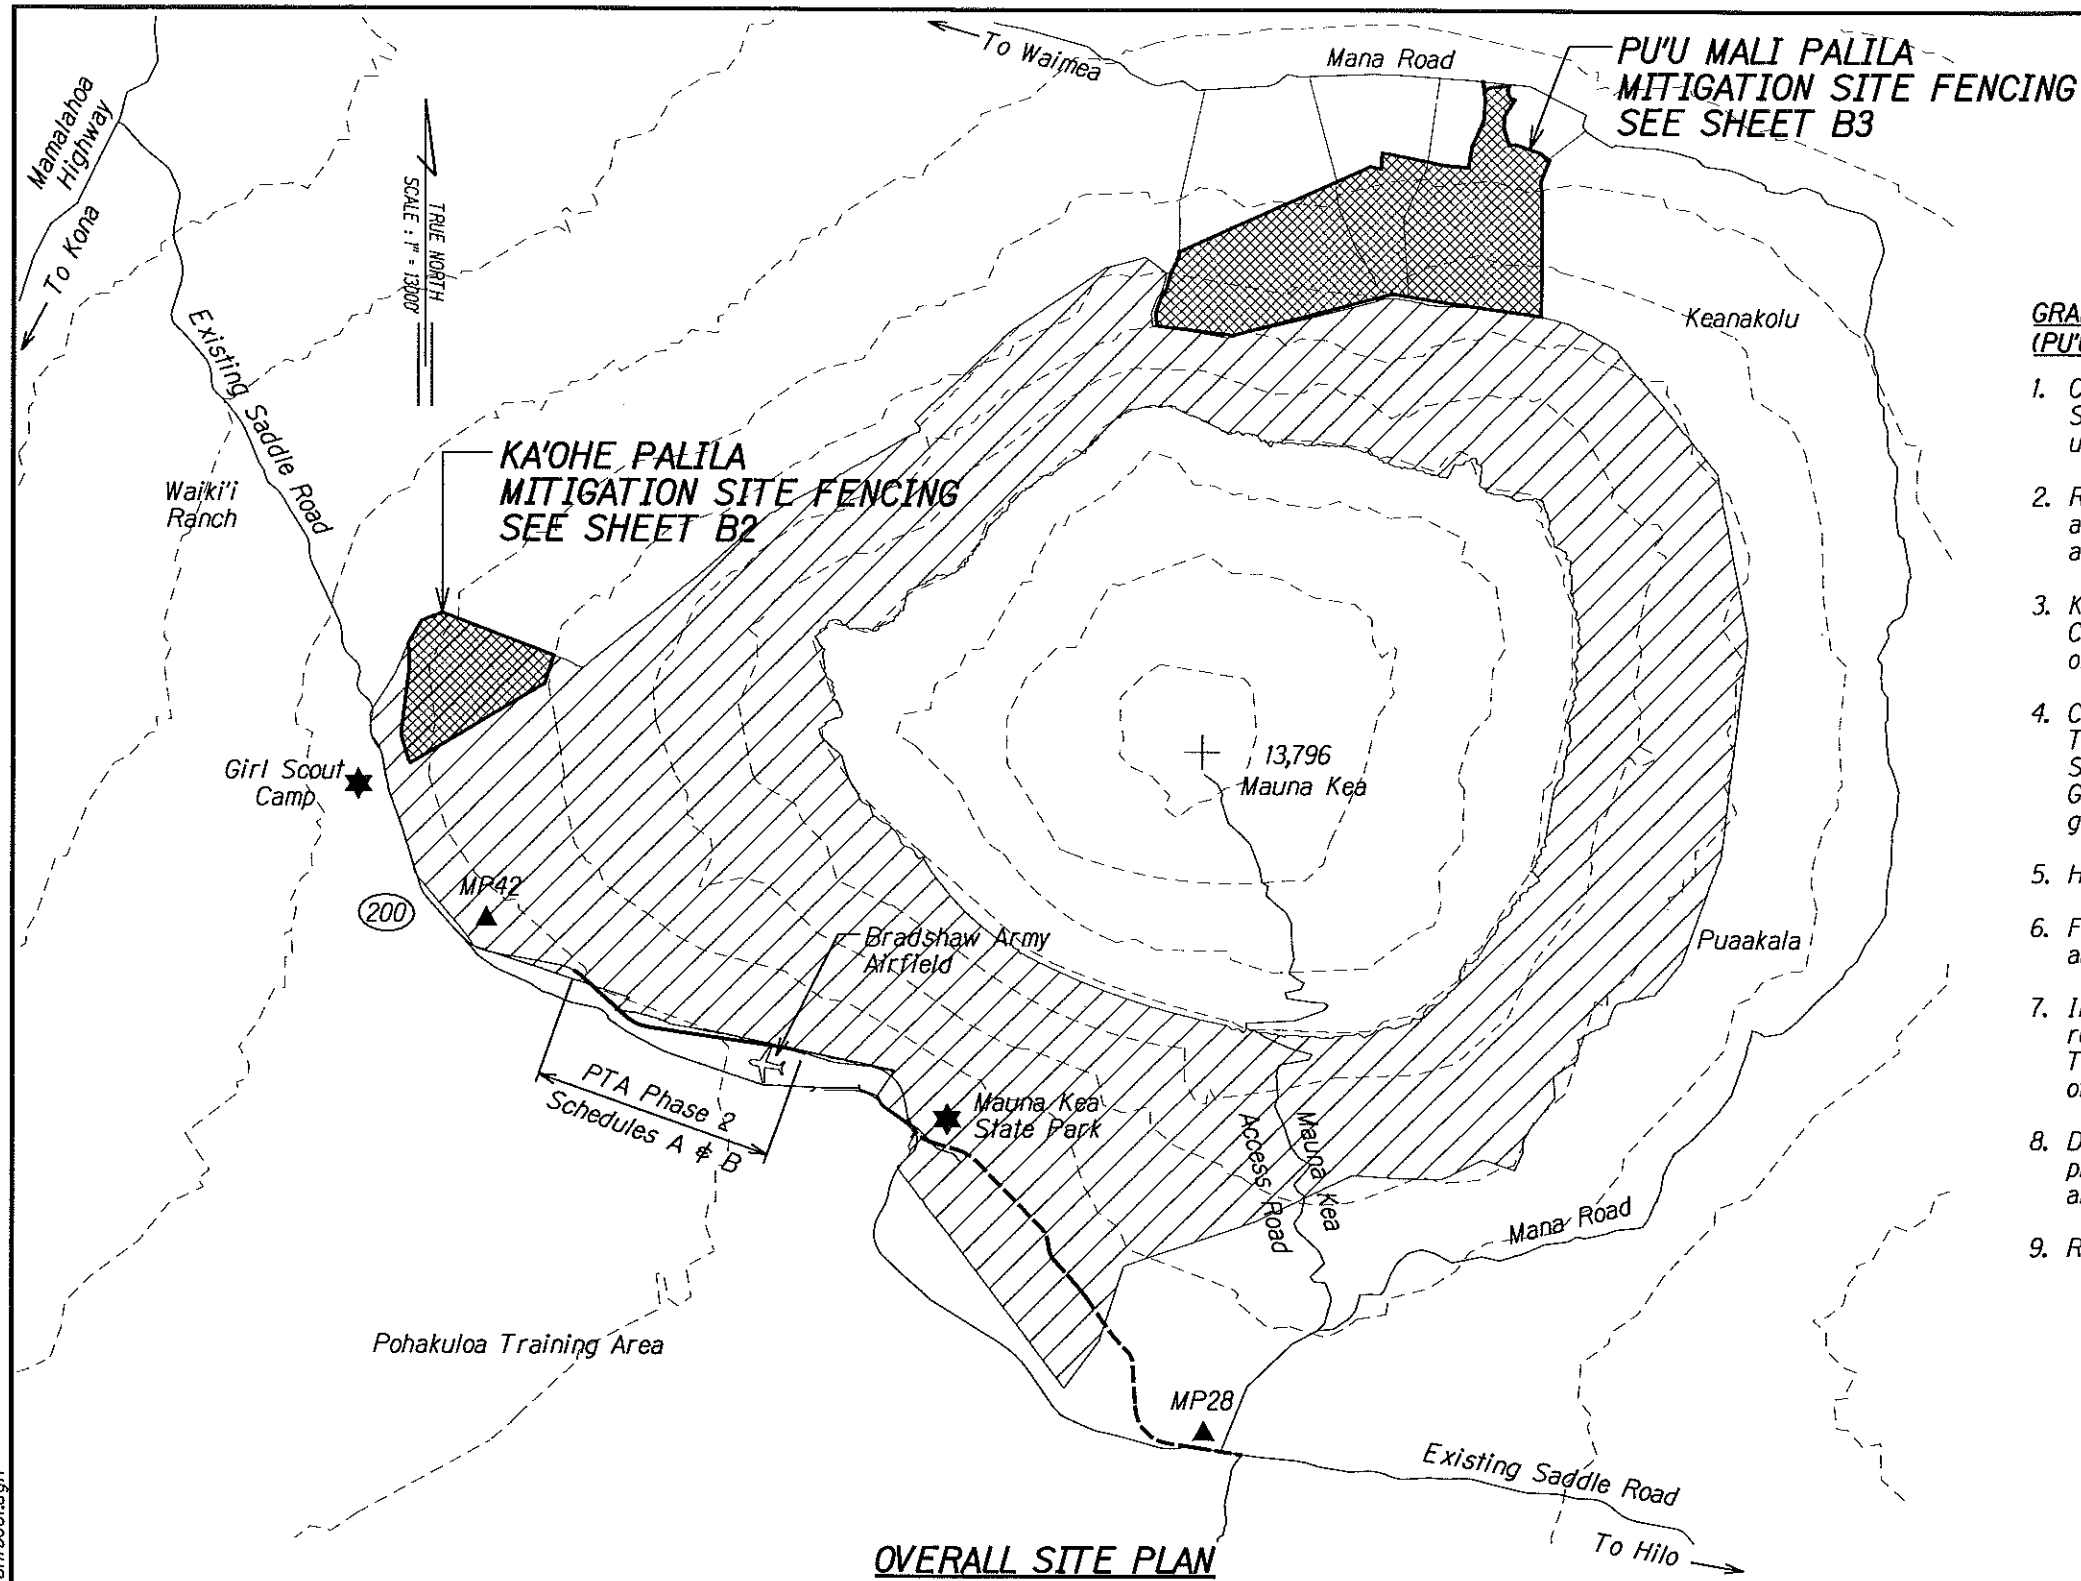 To Waimea
Mana Road
PU'U MALI PALILA
MITIGATION SITE FENCING
SEE SHEET B3
Mamalahoa
Highway
To Kona
TRUE NORTH
SCALE : 1" = 13000'
Existing Saddle Road
Keanakolu
KA'OHE PALILA
MITIGATION SITE FENCING
SEE SHEET B2
Waiki'i
Ranch
13,796
Mauna Kea
Girl Scout
Camp
MP42
200
Bradshaw Army
Airfield
Puaakala
PTA Phase 2
Schedules A & B
Mauna Kea
State Park
Mauna Kea
Access Road
Mana Road
Pohakuloa Training Area
MP28
Existing Saddle Road
To Hilo
OVERALL SITE PLAN
1. C
S
u
2. R
a
a
3. K
C
o
4. C
T
S
G
g
5. H
6. F
a
7. I
r
T
o
8. D
p
a
9. R